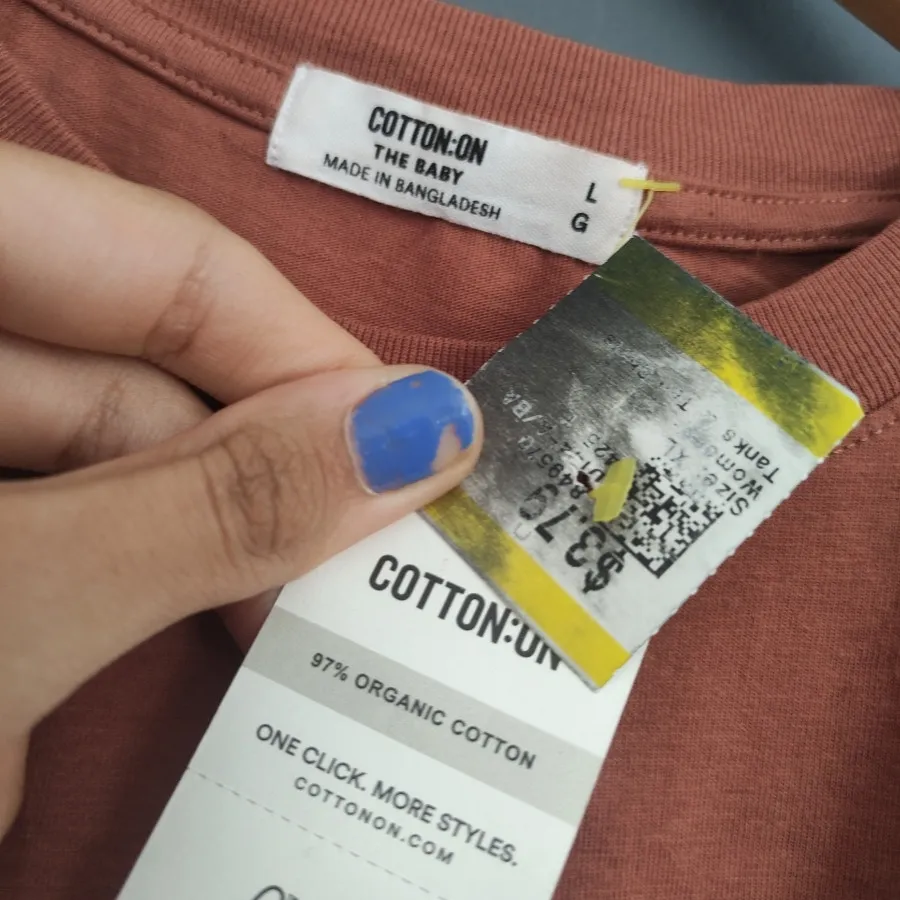 COTTON:ON
THE BABY
MADE IN BANGLADESH
L
G
Tanks
Size: XL
$3.79
COTTON:ON
97% ORGANIC COTTON
ONE CLICK. MORE STYLES.
COTTONON.COM